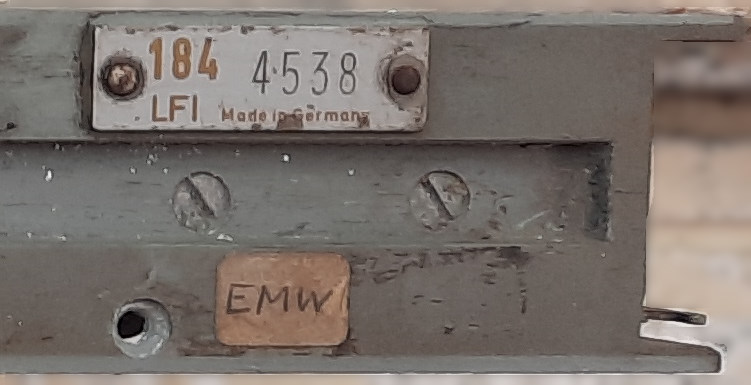 184 4538
LFI Made in Germany
EMW